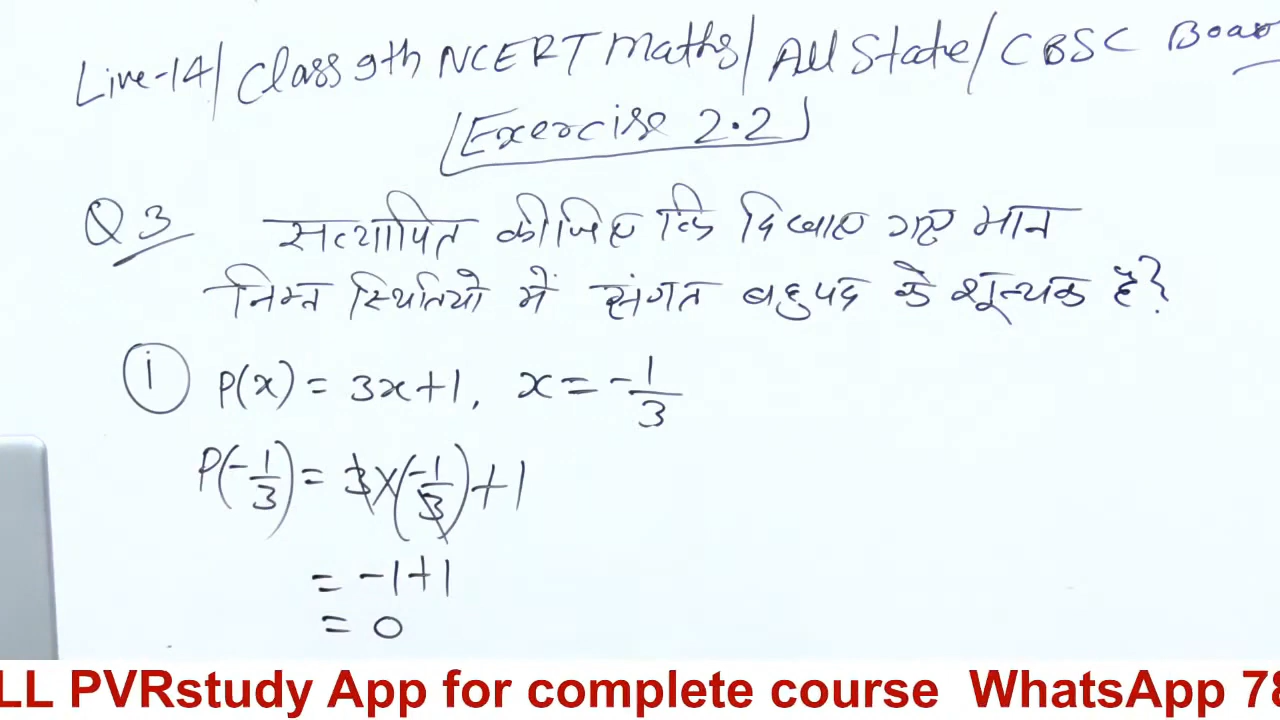 Live-14/ Class 9th NCERT Maths/ All State/ CBSC Boar
Exercise 2.2
Q 3 सत्यापित कीजिए कि दिखाए गए मान
निम्न स्थितियो में संगत बहुपद के शून्यक है?
i P(x) = 3x+1, x = -1/3
P(-1/3) = 3×(-1/3)+1
= -1+1
= 0
LL PVRstudy App for complete course WhatsApp 78